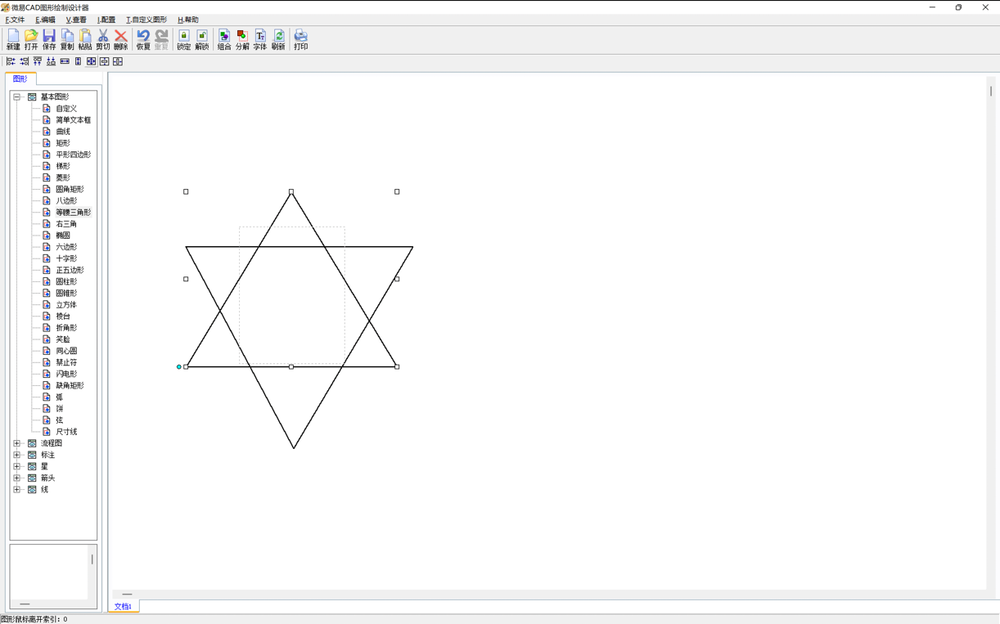 微易CAD图形绘制设计器
F.文件 E.编辑 V.查看 I.配置 T.自定义图形 H.帮助
新建 打开 保存 复制 粘贴 剪切 删除 恢复 重复 锁定 解锁 组合 分解 字体 刷新 打印
图形
基本图形
自定义
简单文本框
曲线
矩形
平形四边形
梯形
菱形
圆角矩形
八边形
等腰三角形
右三角
椭圆
六边形
十字形
正五边形
圆柱形
圆锥形
立方体
棱台
折角形
笑脸
同心圆
禁止符
闪电形
缺角矩形
弧
饼
弦
尺寸线
流程图
标注
星
箭头
线
文档1
图形鼠标离开索引: 0